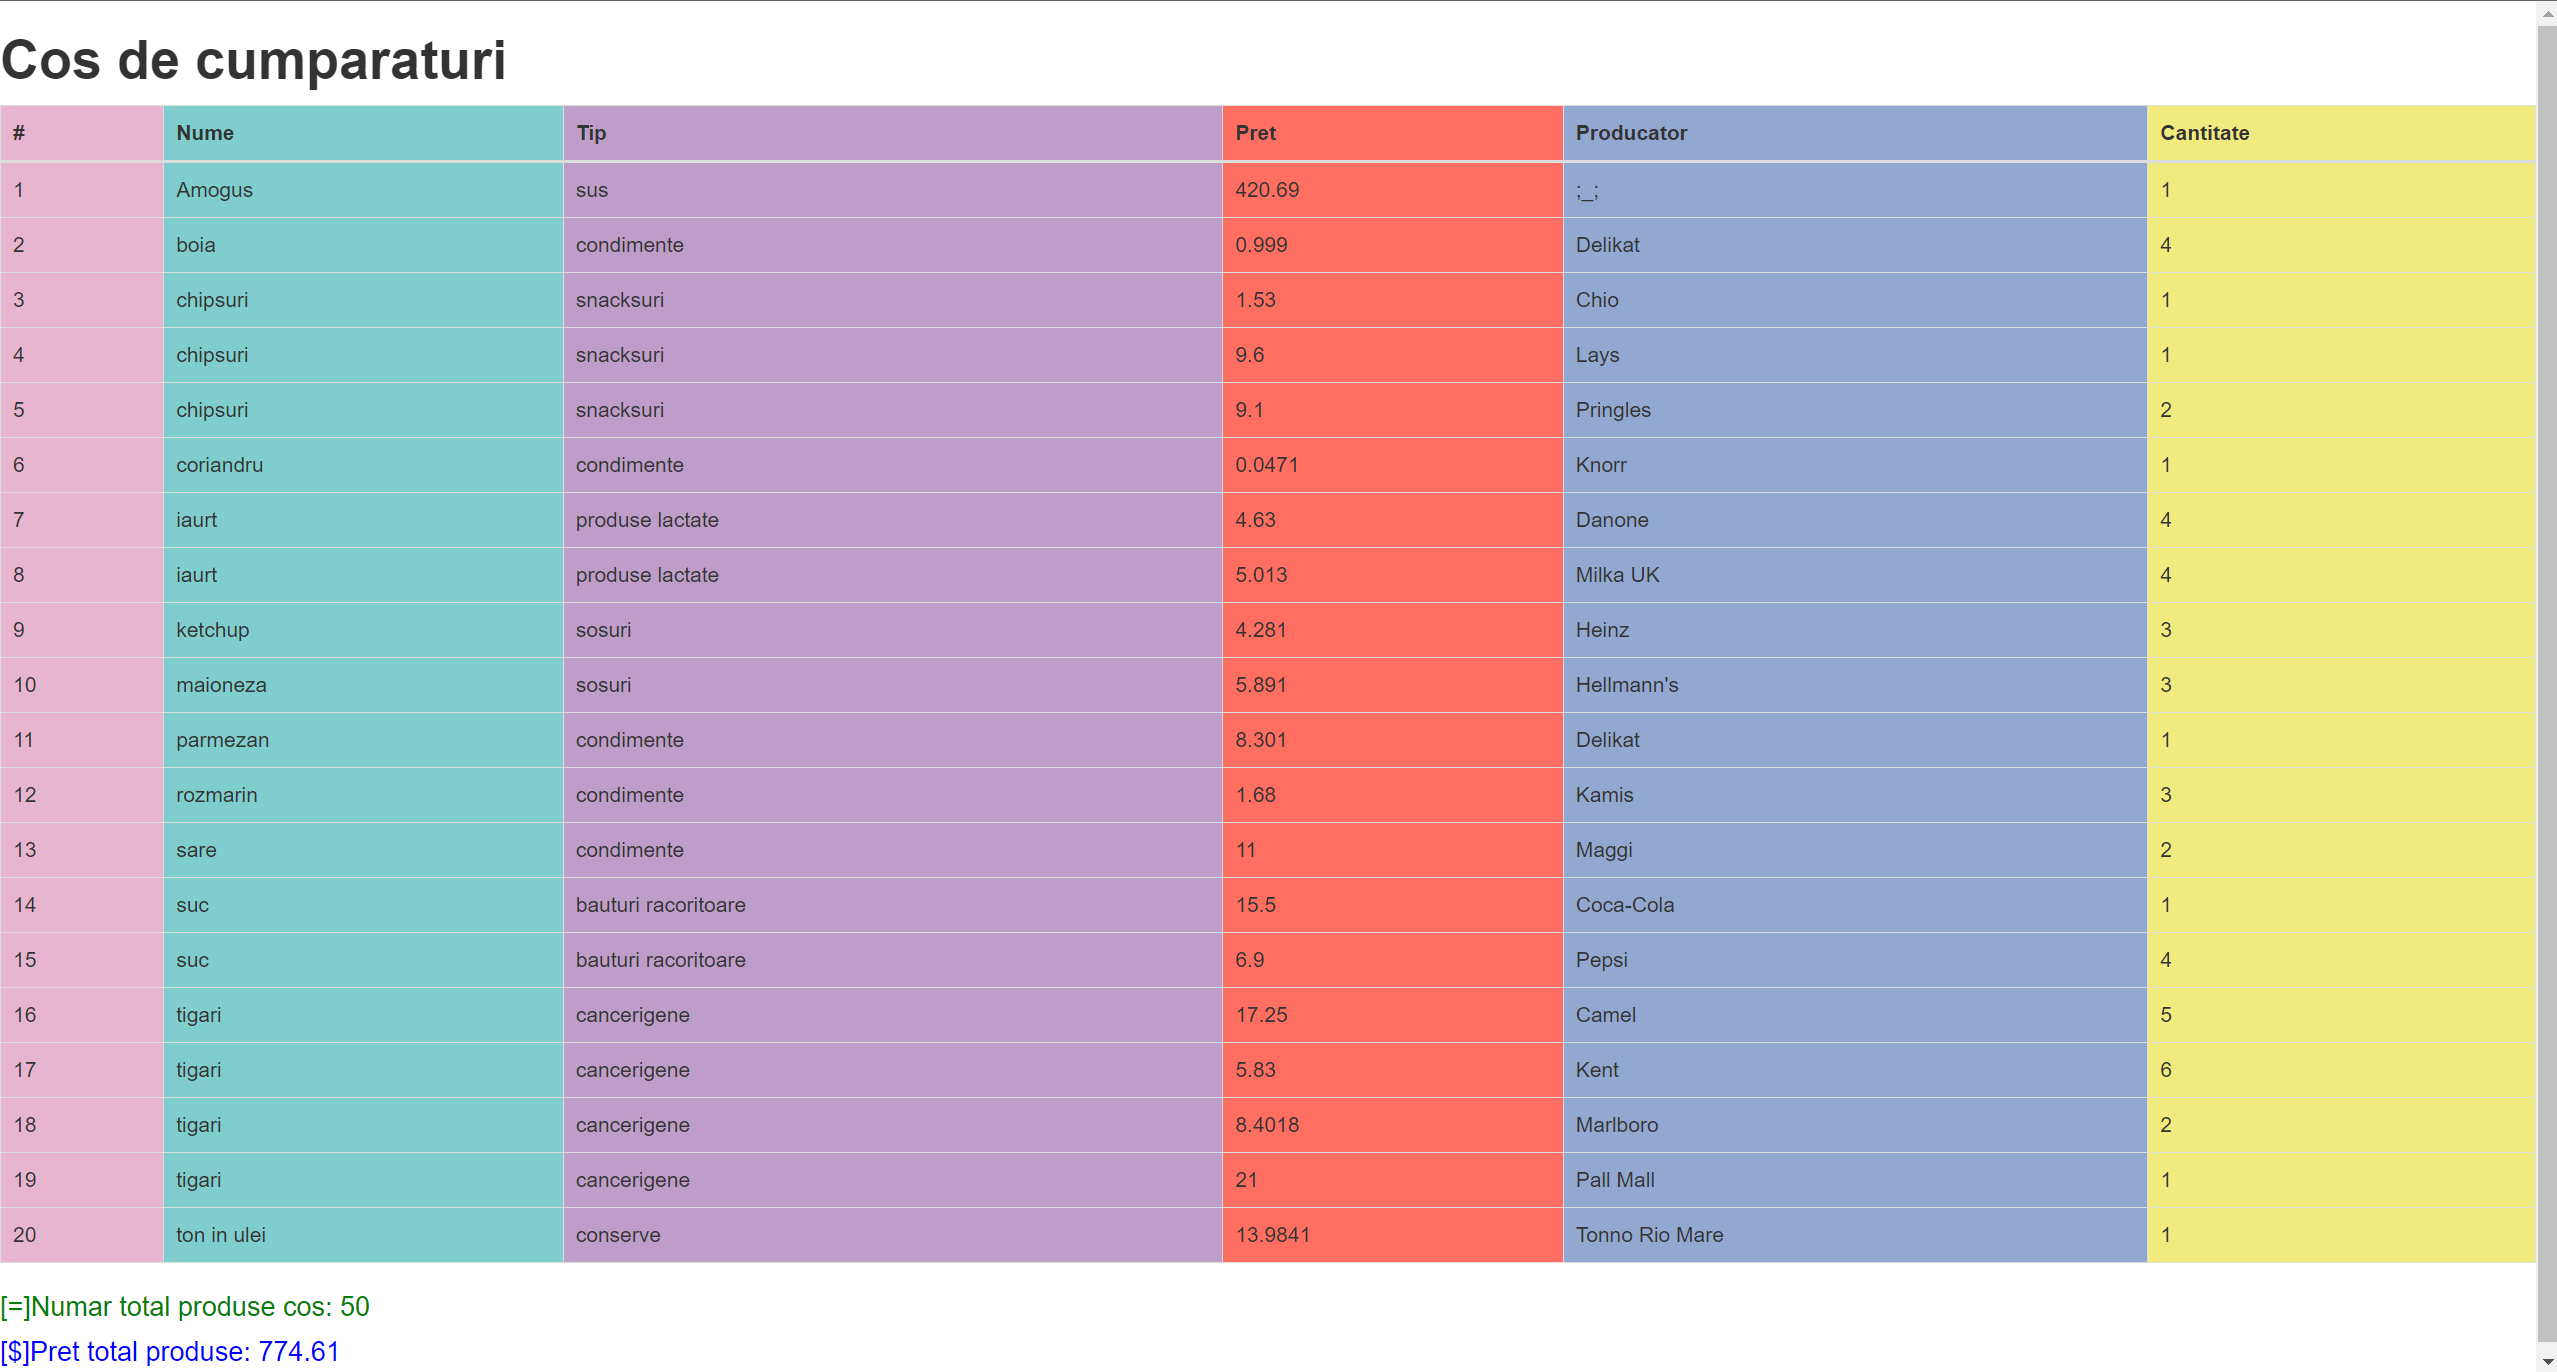 Cos de cumparaturi
# Nume Tip Pret Producator Cantitate
1 Amogus sus 420.69 ;_; 1
2 boia condimente 0.999 Delikat 4
3 chipsuri snacksuri 1.53 Chio 1
4 chipsuri snacksuri 9.6 Lays 1
5 chipsuri snacksuri 9.1 Pringles 2
6 coriandru condimente 0.0471 Knorr 1
7 iaurt produse lactate 4.63 Danone 4
8 iaurt produse lactate 5.013 Milka UK 4
9 ketchup sosuri 4.281 Heinz 3
10 maioneza sosuri 5.891 Hellmann's 3
11 parmezan condimente 8.301 Delikat 1
12 rozmarin condimente 1.68 Kamis 3
13 sare condimente 11 Maggi 2
14 suc bauturi racoritoare 15.5 Coca-Cola 1
15 suc bauturi racoritoare 6.9 Pepsi 4
16 tigari cancerigene 17.25 Camel 5
17 tigari cancerigene 5.83 Kent 6
18 tigari cancerigene 8.4018 Marlboro 2
19 tigari cancerigene 21 Pall Mall 1
20 ton in ulei conserve 13.9841 Tonno Rio Mare 1
[=]Numar total produse cos: 50
[$]Pret total produse: 774.61